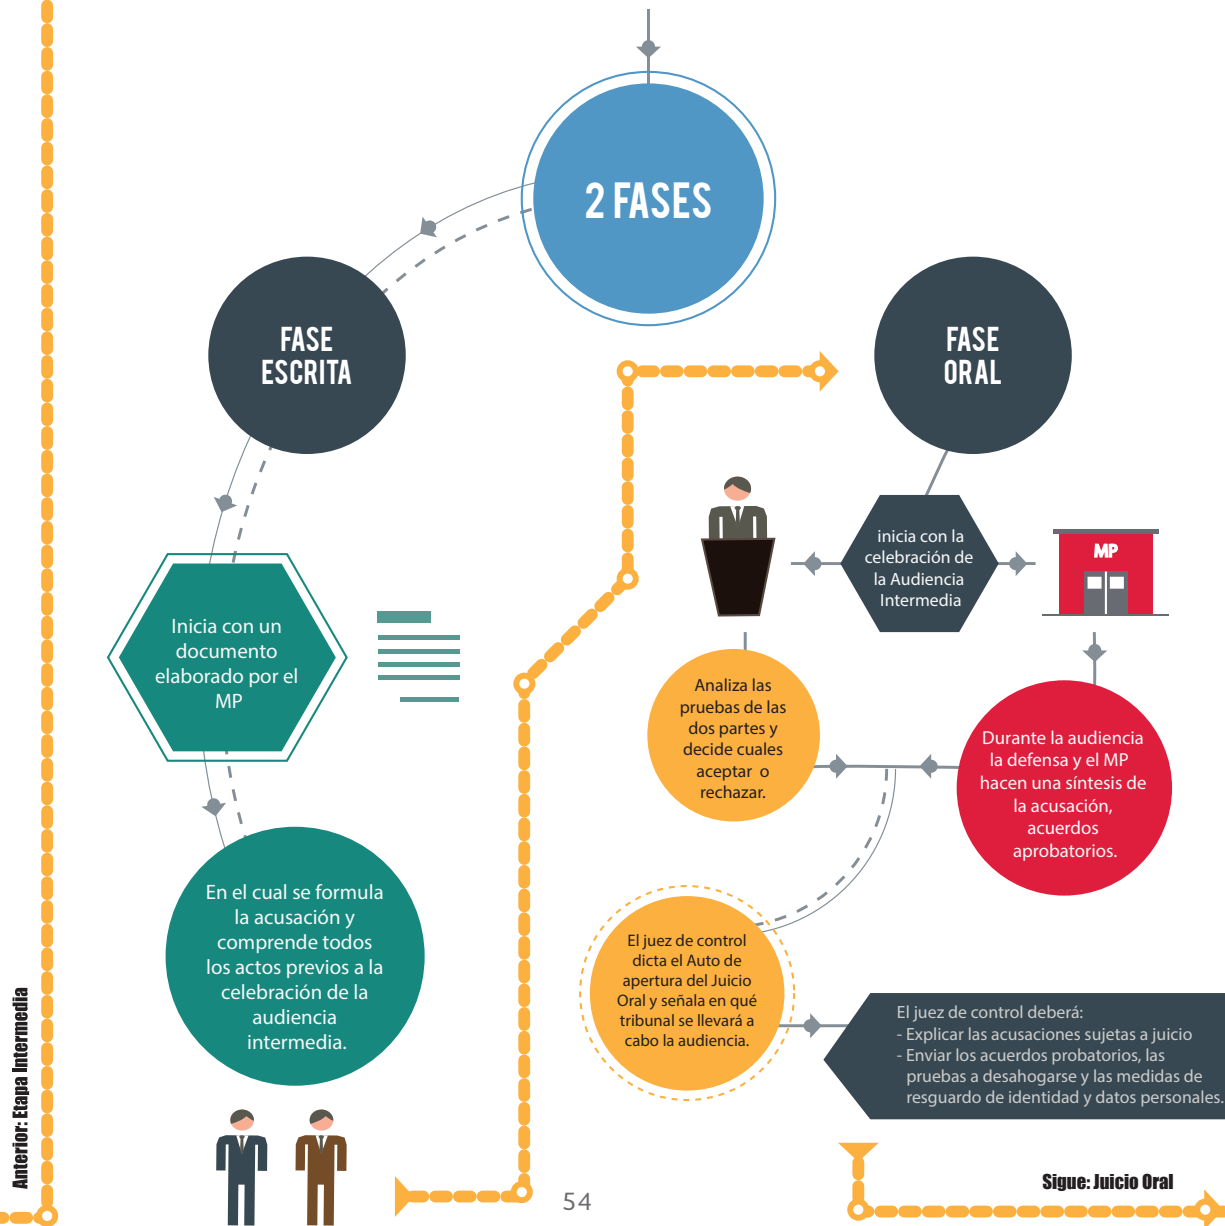 2 FASES
FASE
ESCRITA
Inicia con un
documento
elaborado por el
MP
En el cual se formula
la acusación y
comprende todos
los actos previos a la
celebración de la
audiencia
intermedia.
FASE
ORAL
inicia con la
celebración de
la Audiencia
Intermedia
MP
Analiza las
pruebas de las
dos partes y
decide cuales
aceptar o
rechazar.
Durante la audiencia
la defensa y el MP
hacen una síntesis de
la acusación,
acuerdos
aprobatorios.
El juez de control
dicta el Auto de
apertura del Juicio
Oral y señala en qué
tribunal se llevará a
cabo la audiencia.
El juez de control deberá:
- Explicar las acusaciones sujetas a juicio
- Enviar los acuerdos probatorios, las
pruebas a desahogarse y las medidas de
resguardo de identidad y datos personales.
Anterior: Etapa Intermedia
54
Sigue: Juicio Oral